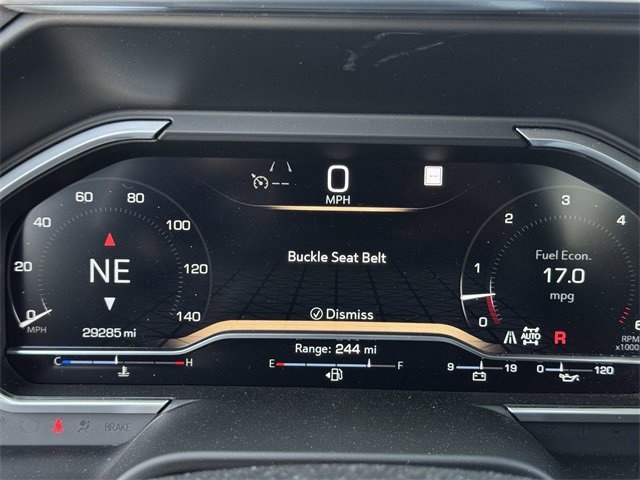 0
MPH
60 80
40 100
20 120
0 140
MPH
NE
29285 mi
Buckle Seat Belt
Dismiss
3
2 4
1
0
Fuel Econ.
17.0
mpg
AUTO R
RPM
x1000
C H
Range: 244 mi
E F
9 19
0 120
BRAKE